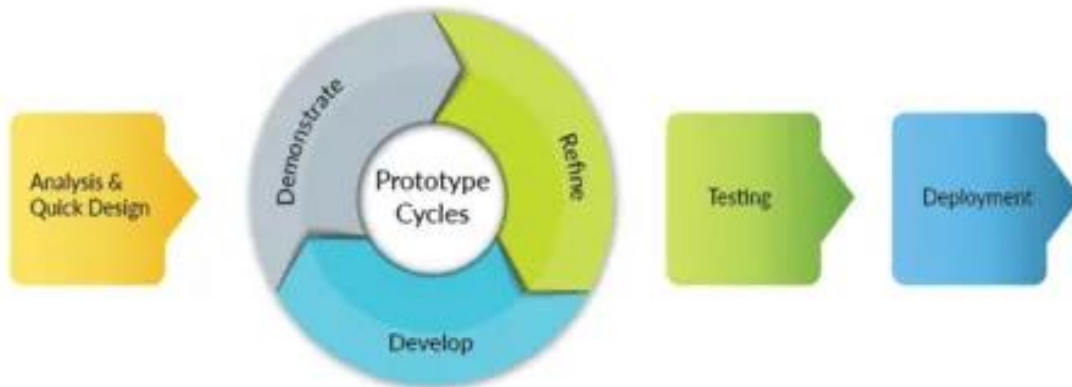 Analysis &
Quick Design
Demonstrate
Refine
Prototype
Cycles
Develop
Testing
Deployment